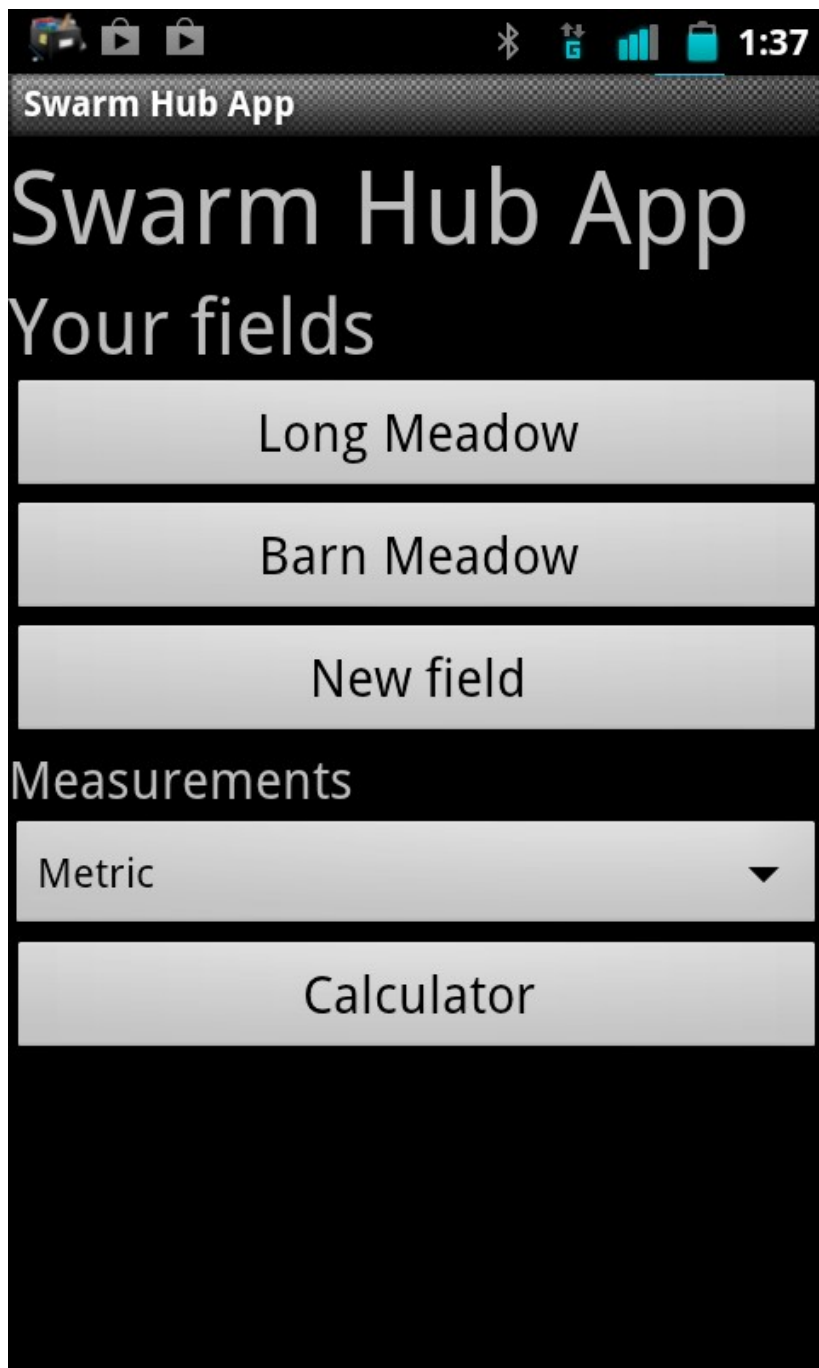 G 1:37
Swarm Hub App
Swarm Hub App
Your fields
Long Meadow
Barn Meadow
New field
Measurements
Metric
Calculator